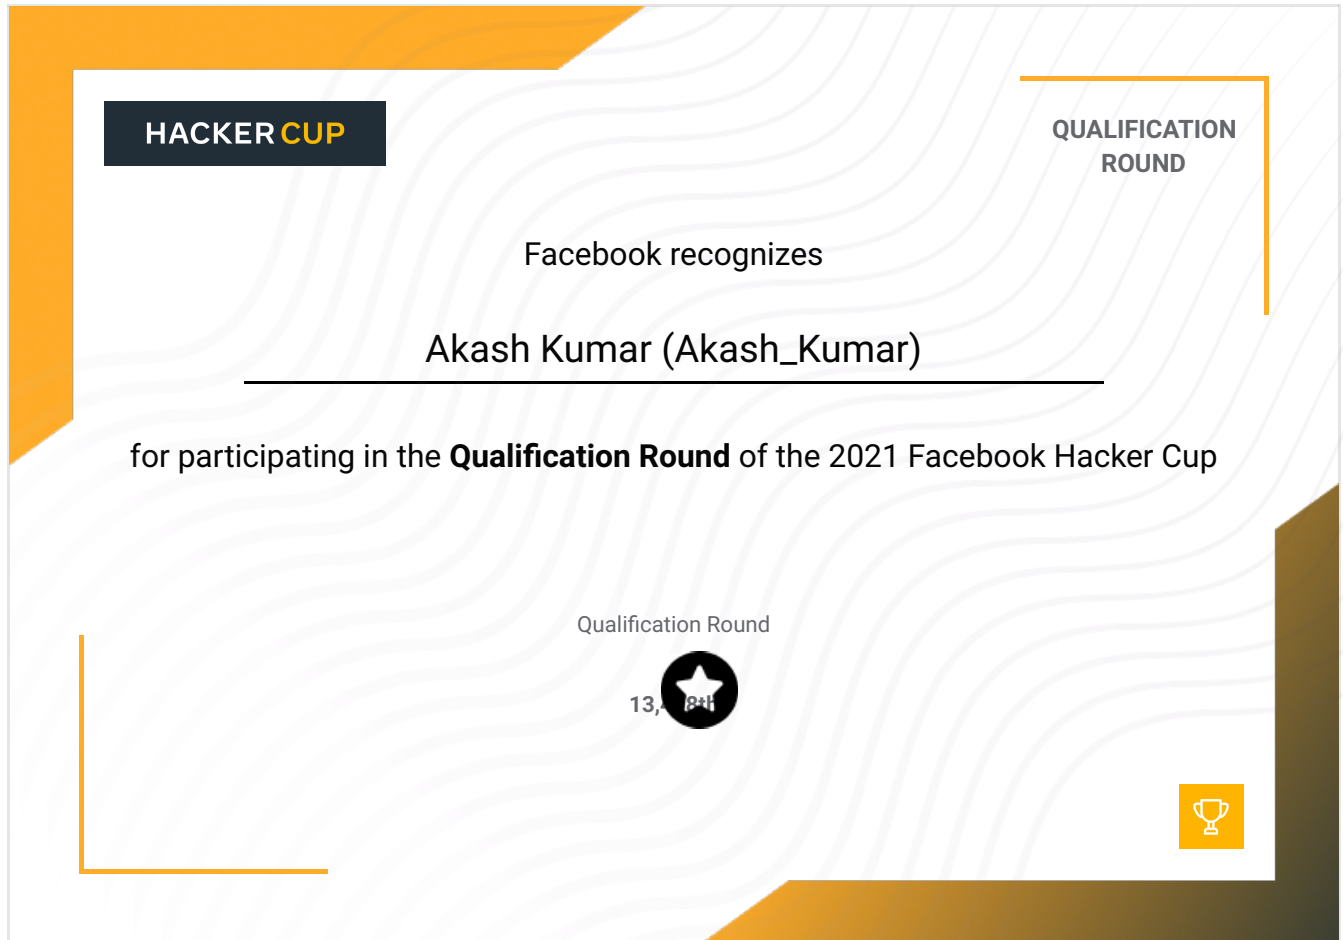 HACKER CUP
QUALIFICATION
ROUND
Facebook recognizes
Akash Kumar (Akash_Kumar)
for participating in the Qualification Round of the 2021 Facebook Hacker Cup
Qualification Round